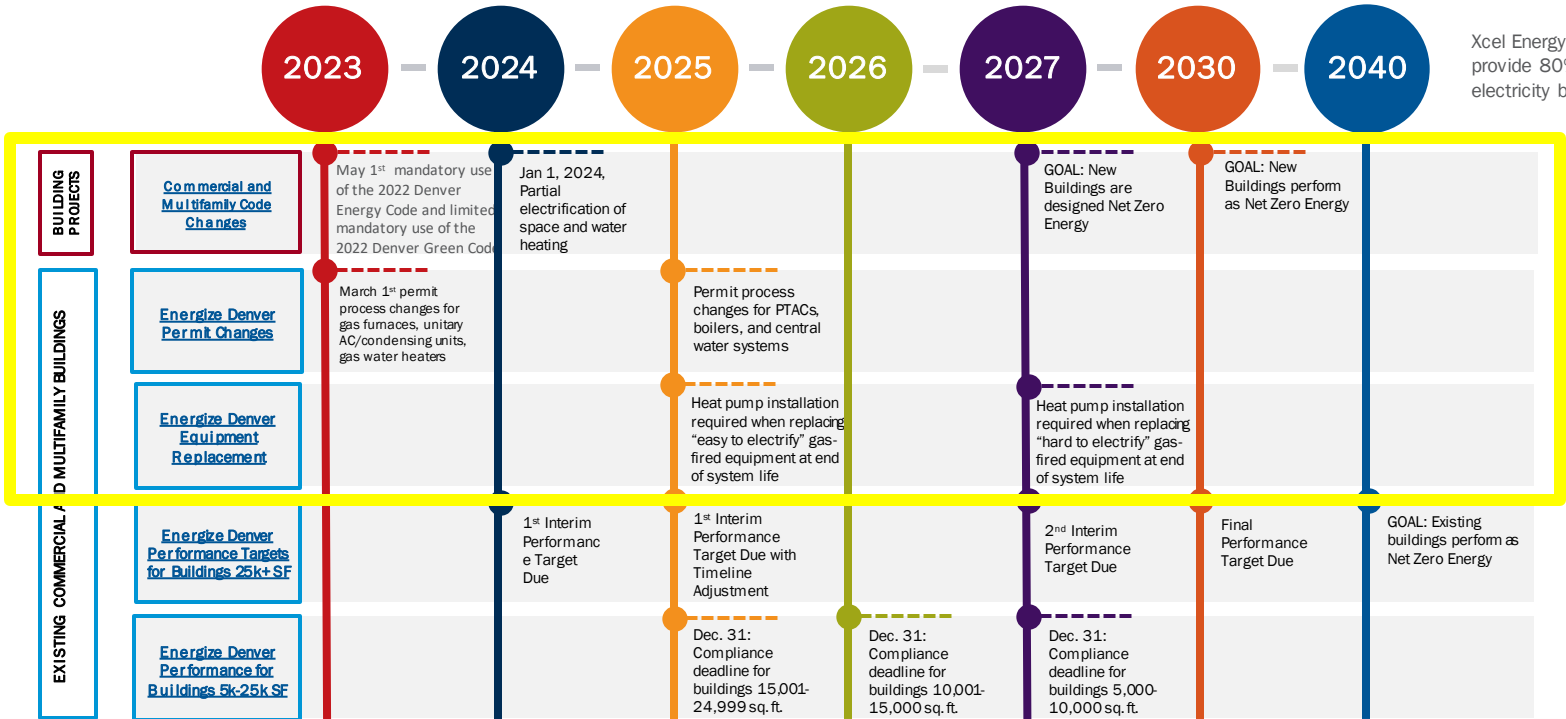 2023
2024
2025
2026
2027
2030
2040
Xcel Energy
provide 80%
electricity b
BUILDING
PROJECTS
Commercial and
Multifamily Code
Changes
May 1st mandatory use
of the 2022 Denver
Energy Code and limited
mandatory use of the
2022 Denver Green Code
Jan 1, 2024,
Partial
electrification of
space and water
heating
GOAL: New
Buildings are
designed Net Zero
Energy
GOAL: New
Buildings perform
as Net Zero Energy
EXISTING COMMERCIAL AND MULTIFAMILY BUILDINGS
Energize Denver
Permit Changes
March 1st permit
process changes for
gas furnaces, unitary
AC/condensing units,
gas water heaters
Permit process
changes for PTACs,
boilers, and central
water systems
Energize Denver
Equipment
Replacement
Heat pump installation
required when replacing
“easy to electrify” gas-
fired equipment at end
of system life
Heat pump installation
required when replacing
“hard to electrify” gas-
fired equipment at end
of system life
Energize Denver
Performance Targets
for Buildings 25k+ SF
1st Interim
Performanc
e Target
Due
1st Interim
Performance
Target Due with
Timeline
Adjustment
2nd Interim
Performance
Target Due
Final
Performance
Target Due
GOAL: Existing
buildings perform as
Net Zero Energy
Energize Denver
Performance for
Buildings 5k-25k SF
Dec. 31:
Compliance
deadline for
buildings 15,001-
24,999 sq. ft.
Dec. 31:
Compliance
deadline for
buildings 10,001-
15,000 sq. ft.
Dec. 31:
Compliance
deadline for
buildings 5,000-
10,000 sq. ft.